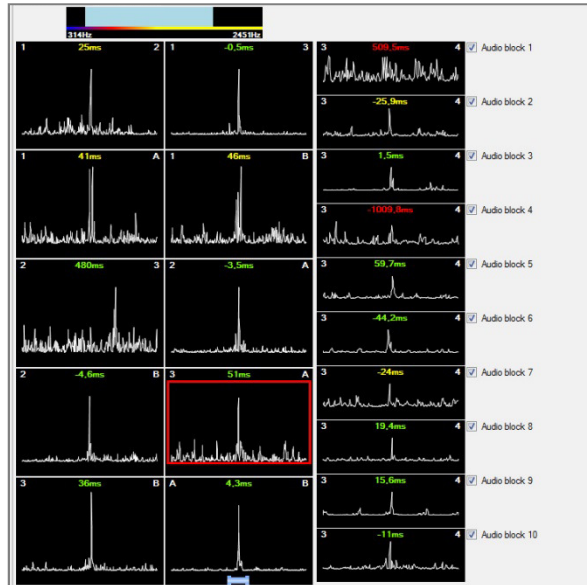 314Hz 2451Hz
1 25ms 2
1 -0,5ms 3
3 509,5ms 4
Audio block 1
3 -25,9ms 4
Audio block 2
1 41ms A
1 46ms B
3 1,5ms 4
Audio block 3
3 -1009,8ms 4
Audio block 4
2 480ms 3
2 -3,5ms A
3 59,7ms 4
Audio block 5
3 -44,2ms 4
Audio block 6
2 -4,6ms B
3 51ms A
3 -24ms 4
Audio block 7
3 19,4ms 4
Audio block 8
3 36ms B
A 4,3ms B
3 15,6ms 4
Audio block 9
3 -11ms 4
Audio block 10